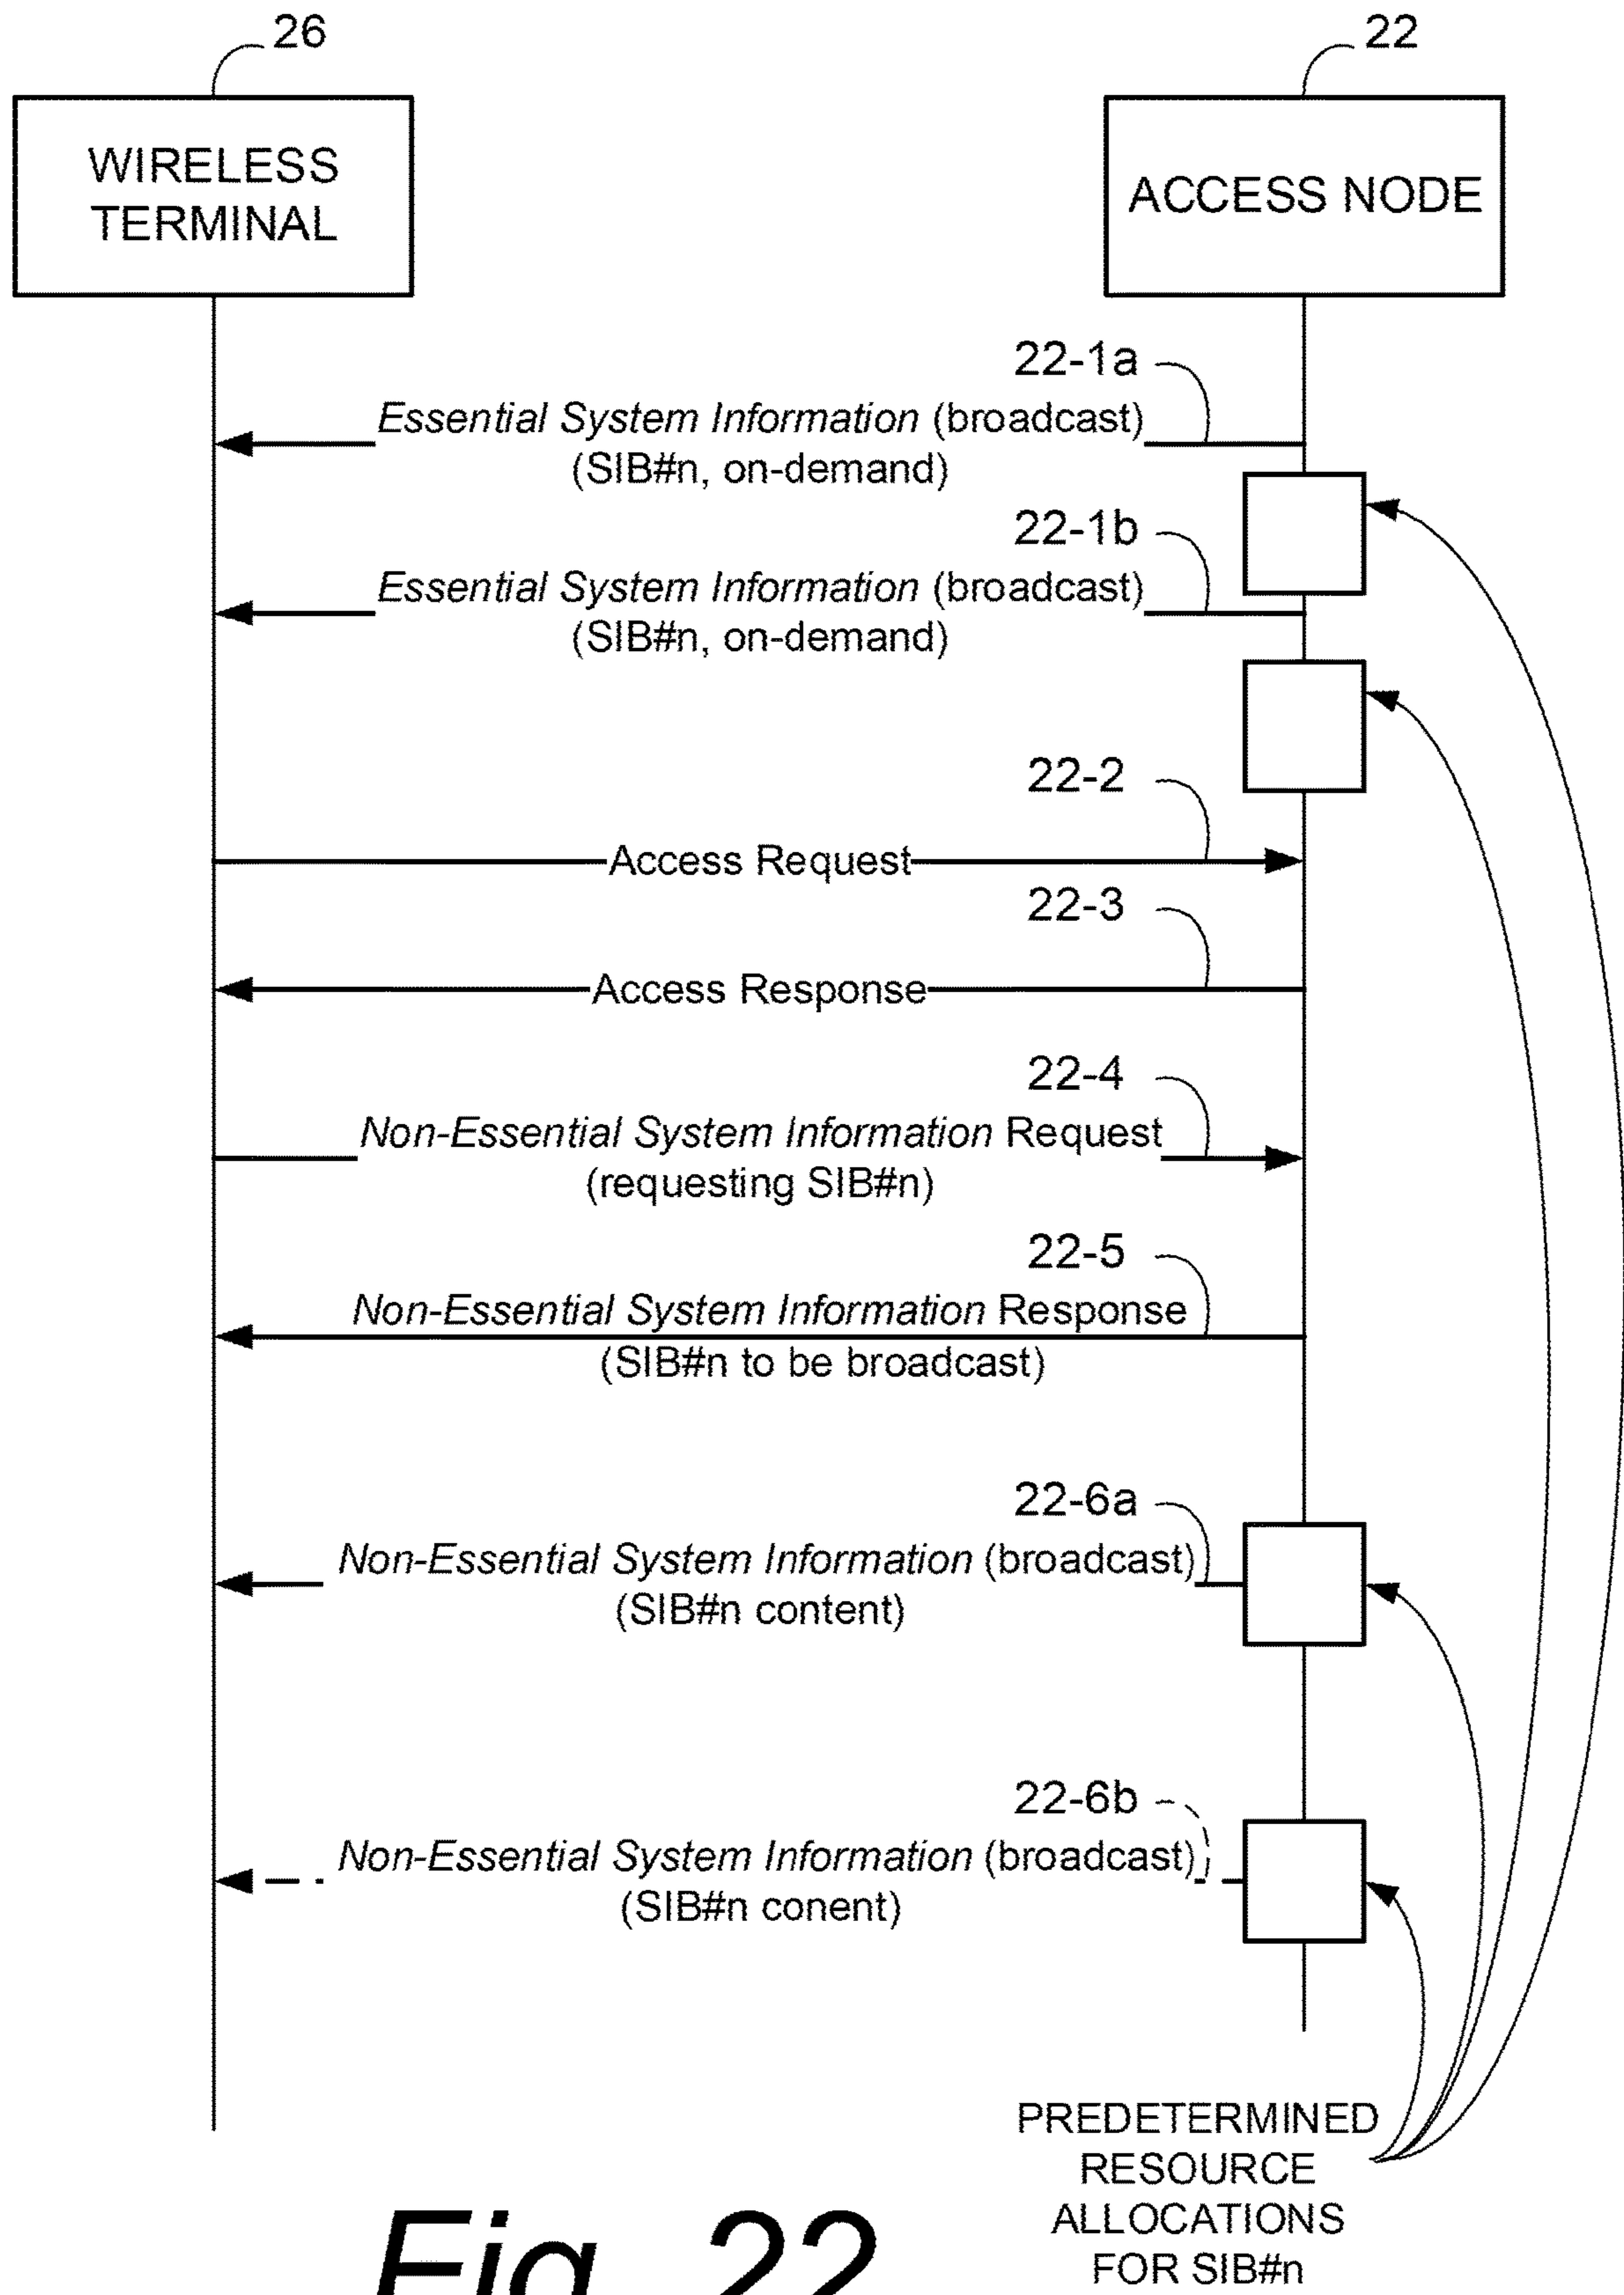 26
22
WIRELESS
TERMINAL
ACCESS NODE
22-1a
Essential System Information (broadcast)
(SIB#n, on-demand)
22-1b
Essential System Information (broadcast)
(SIB#n, on-demand)
22-2
Access Request
22-3
Access Response
22-4
Non-Essential System Information Request
(requesting SIB#n)
22-5
Non-Essential System Information Response
(SIB#n to be broadcast)
22-6a
Non-Essential System Information (broadcast)
(SIB#n content)
22-6b
Non-Essential System Information (broadcast)
(SIB#n conent)
PREDETERMINED
RESOURCE
ALLOCATIONS
FOR SIB#n
Fig. 22